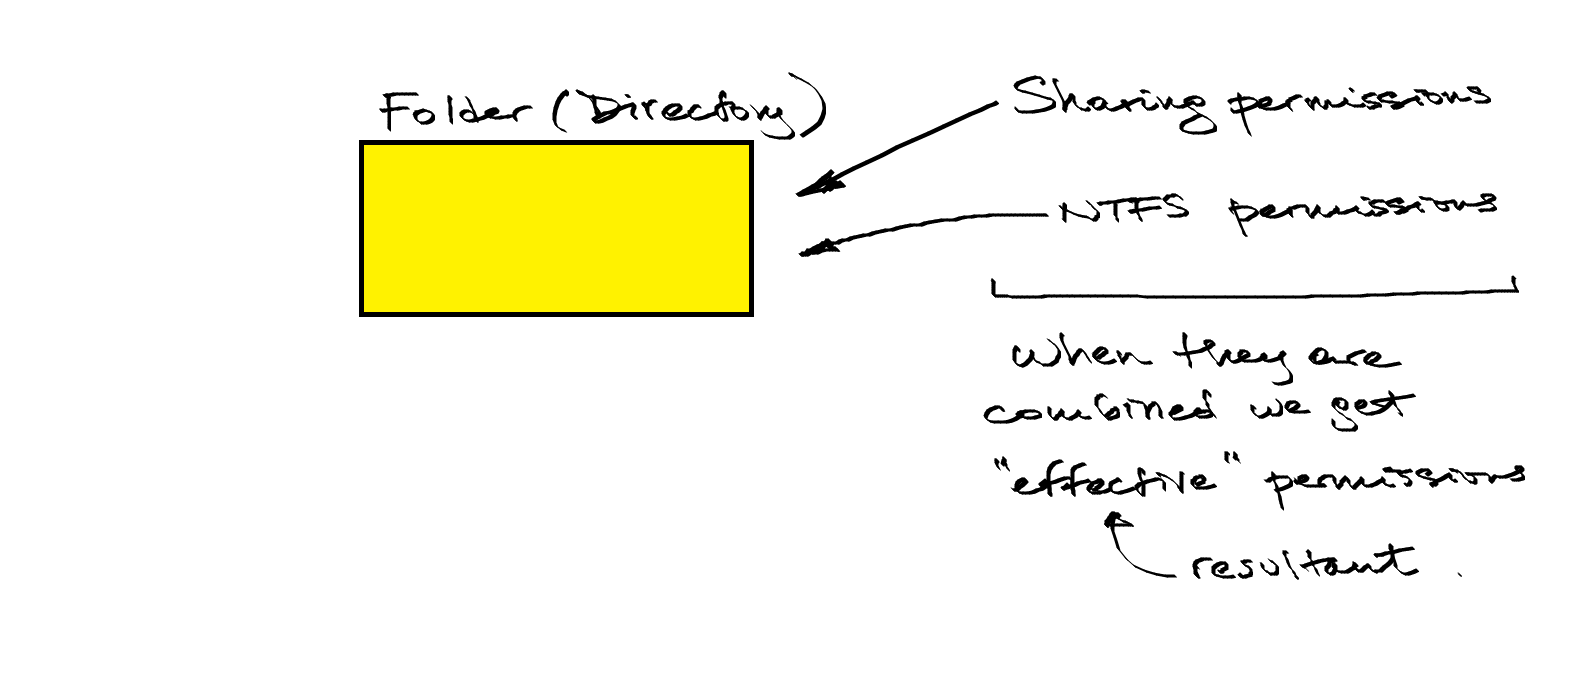 Folder (Directory)
Sharing permissions
NTFS permissions
when they are
combined we get
"effective" permissions
resultant